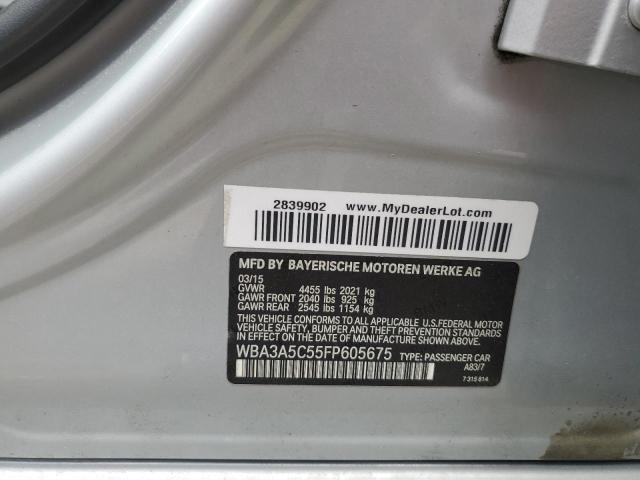 2839902 www.MyDealerLot.com
MFD BY BAYERISCHE MOTOREN WERKE AG
03/15
GVWR 4455 lbs 2021 kg
GAWR FRONT 2040 lbs 925 kg
GAWR REAR 2545 lbs 1154 kg
THIS VEHICLE CONFORMS TO ALL APPLICABLE U.S.FEDERAL MOTOR
VEHICLE SAFETY, BUMPER, AND THEFT PREVENTION STANDARDS
IN EFFECT ON THE DATE OF MANUFACTURE SHOWN ABOVE.
WBA3A5C55FP605675 TYPE: PASSENGER CAR
A83/7
7 315 814